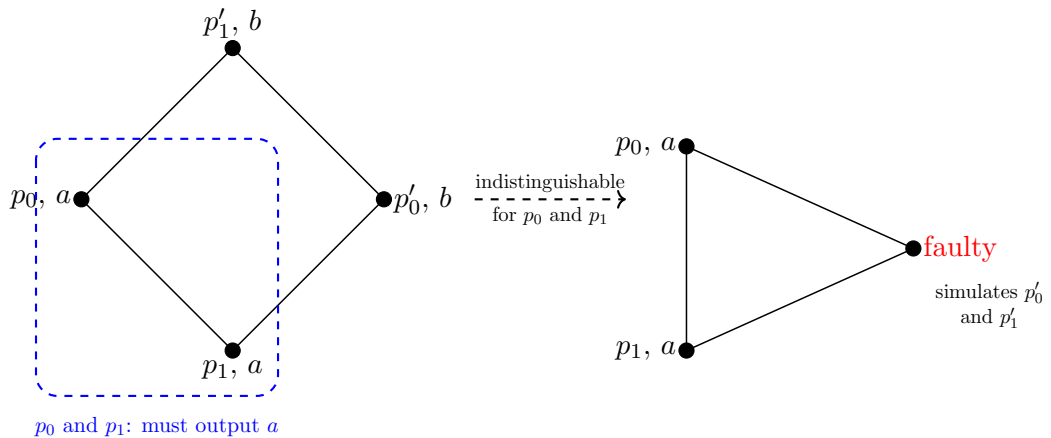 p′₁, b
p₀, a
p′₀, b
p₁, a
p₀ and p₁: must output a
indistinguishable
for p₀ and p₁
p₀, a
faulty
simulates p′₀
and p′₁
p₁, a